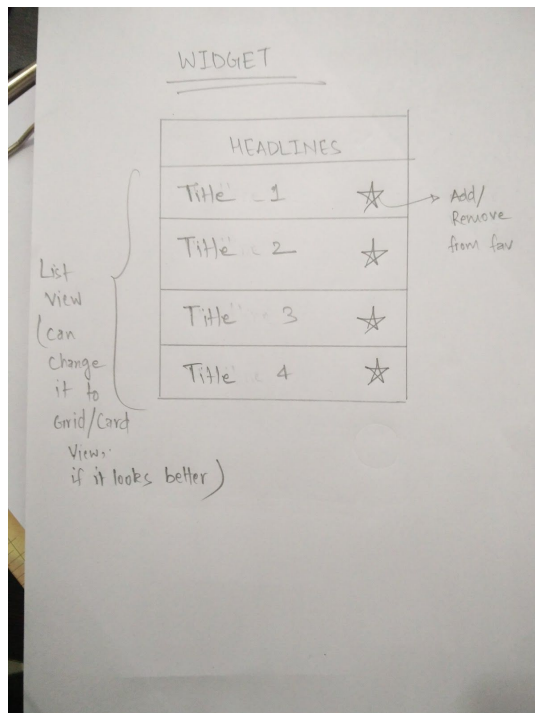 WIDGET
HEADLINES
Title 1
Title 2
Title 3
Title 4
Add/
Remove
from fav
List
View
(can
change
it to
Grid/Card
View,
if it looks better)